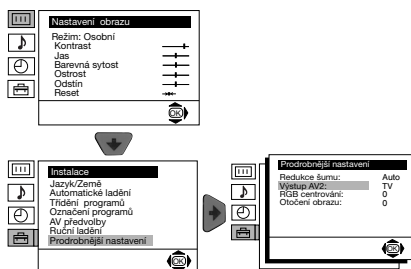 Nastavení obrazu
Režim: Osobní
Kontrast
Jas
Barevná sytost
Ostrost
Odstín
Reset
OK
Instalace
Jazyk/Země
Automatické ladění
Třídění programů
Označení programů
AV předvolby
Ruční ladění
Prodrobnější nastavení
OK
Prodrobnější nastavení
Redukce šumu: Auto
Výstup AV2: TV
RGB centrování: 0
Otočení obrazu: 0
OK